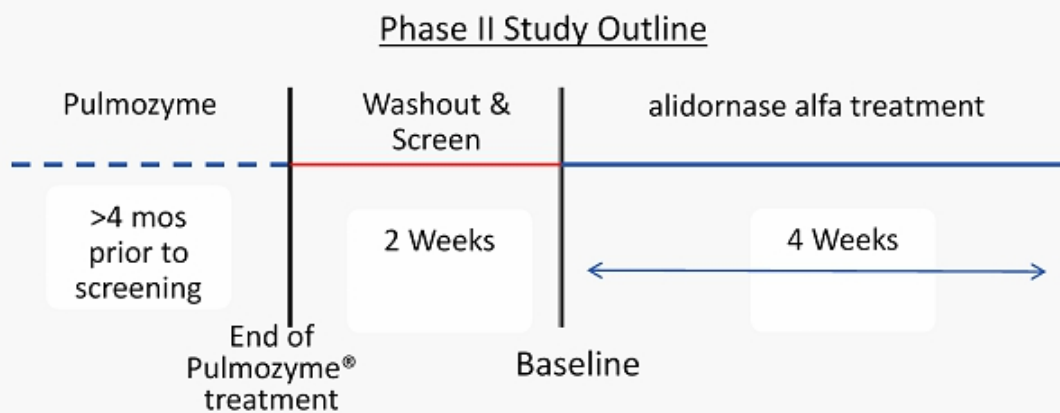 Phase II Study Outline
Pulmozyme
Washout &
Screen
alidornase alfa treatment
>4 mos
prior to
screening
2 Weeks
4 Weeks
End of
Pulmozyme®
treatment
Baseline